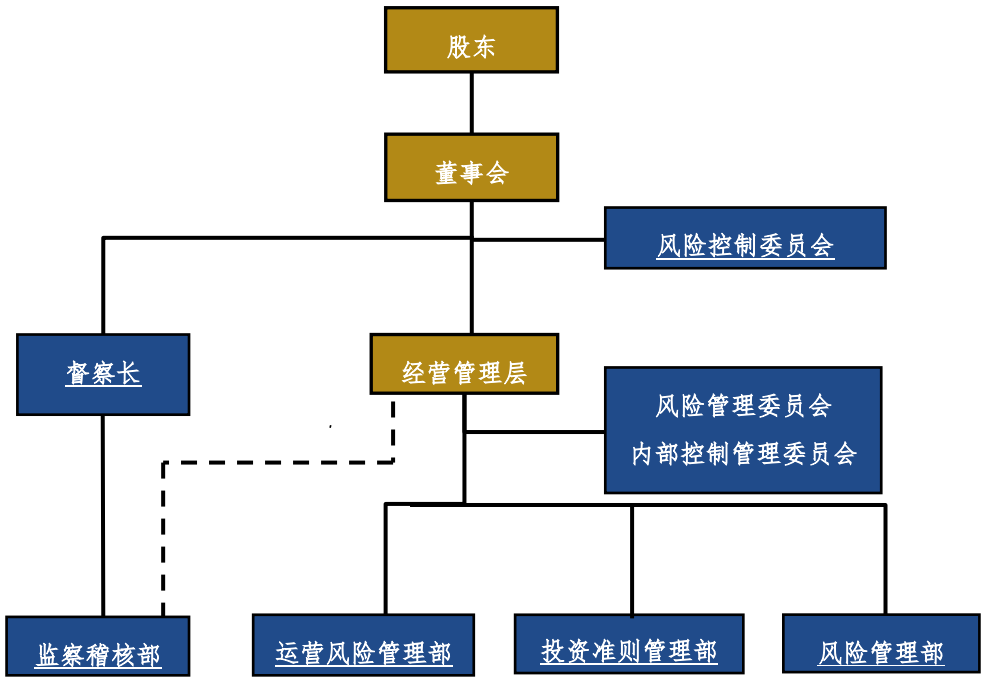 股东
董事会
风险控制委员会
督察长
经营管理层
风险管理委员会
内部控制管理委员会
监察稽核部
运营风险管理部
投资准则管理部
风险管理部